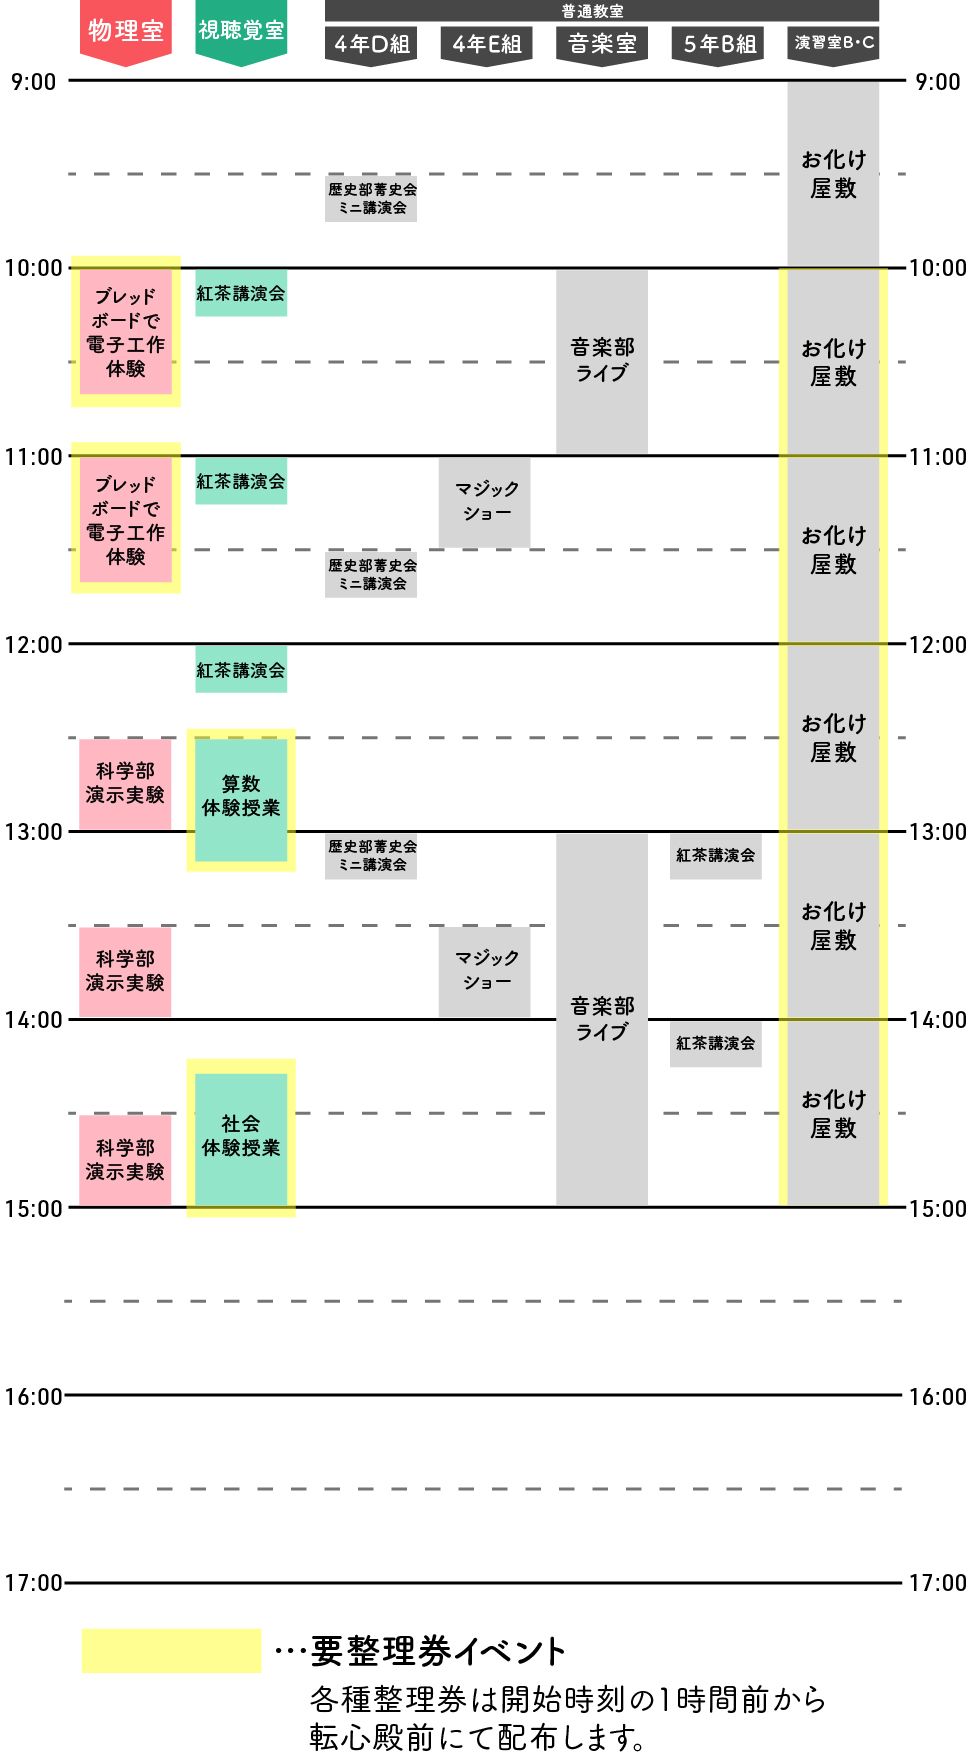 普通教室
物理室
視聴覚室
4年D組
4年E組
音楽室
5年B組
演習室B・C
9:00
9:00
お化け
屋敷
歴史部蓍史会
ミニ講演会
10:00
10:00
ブレッド
ボードで
電子工作
体験
紅茶講演会
音楽部
ライブ
お化け
屋敷
11:00
11:00
ブレッド
ボードで
電子工作
体験
紅茶講演会
マジック
ショー
お化け
屋敷
歴史部蓍史会
ミニ講演会
12:00
12:00
紅茶講演会
お化け
屋敷
科学部
演示実験
算数
体験授業
13:00
13:00
歴史部蓍史会
ミニ講演会
紅茶講演会
お化け
屋敷
科学部
演示実験
マジック
ショー
音楽部
ライブ
14:00
14:00
紅茶講演会
お化け
屋敷
社会
体験授業
科学部
演示実験
15:00
15:00
16:00
16:00
17:00
17:00
…要整理券イベント
各種整理券は開始時刻の1時間前から
転心殿前にて配布します。